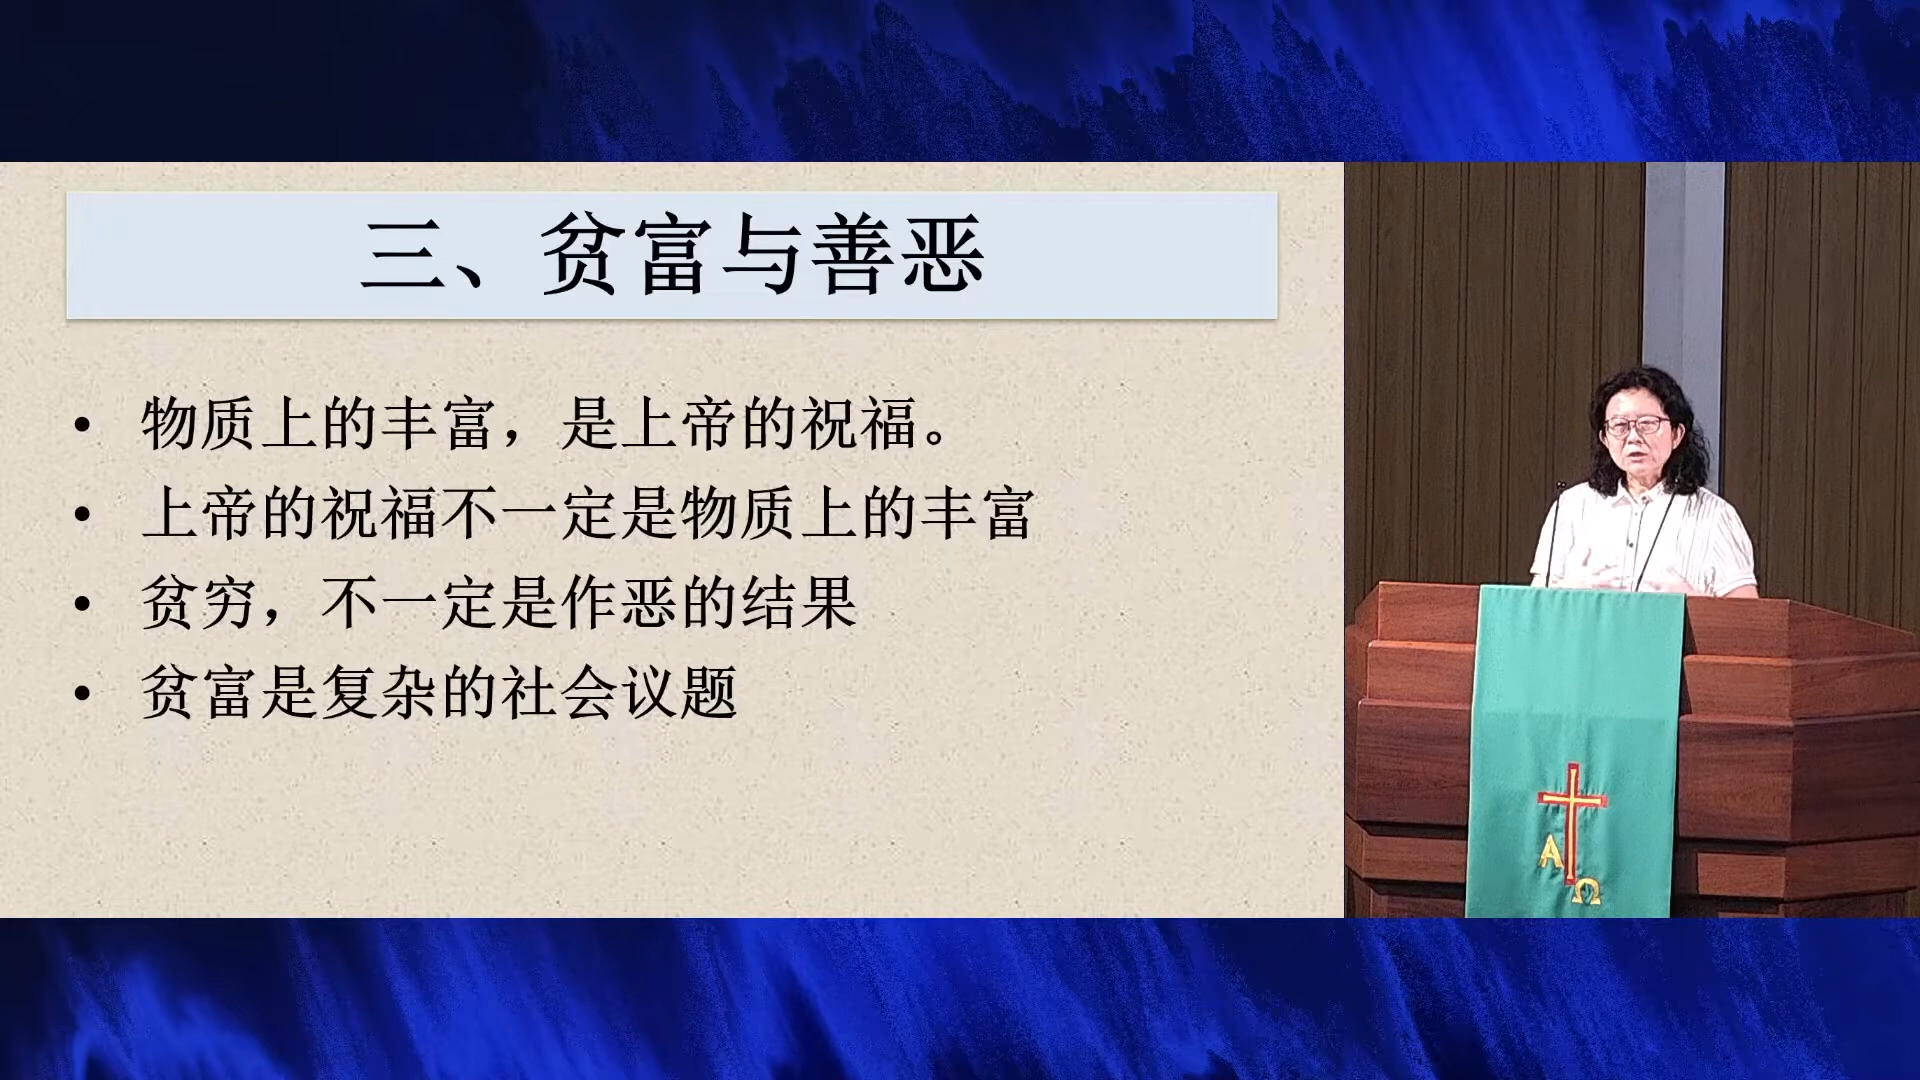 三、贫富与善恶
• 物质上的丰富，是上帝的祝福。
• 上帝的祝福不一定是物质上的丰富
• 贫穷，不一定是作恶的结果
• 贫富是复杂的社会议题
Α
Ω